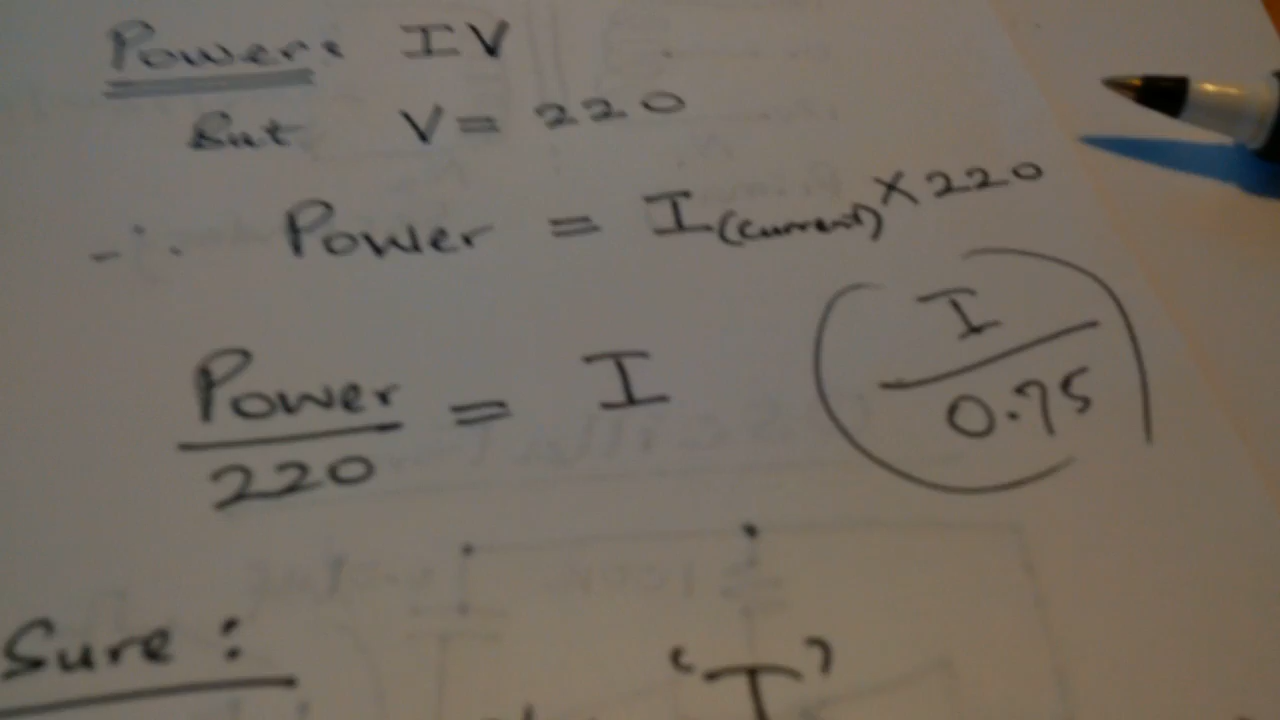 Power: IV
But V = 220
∴ Power = I (current) × 220
Power / 220 = I
( I / 0.75 )
Sure :
"I"